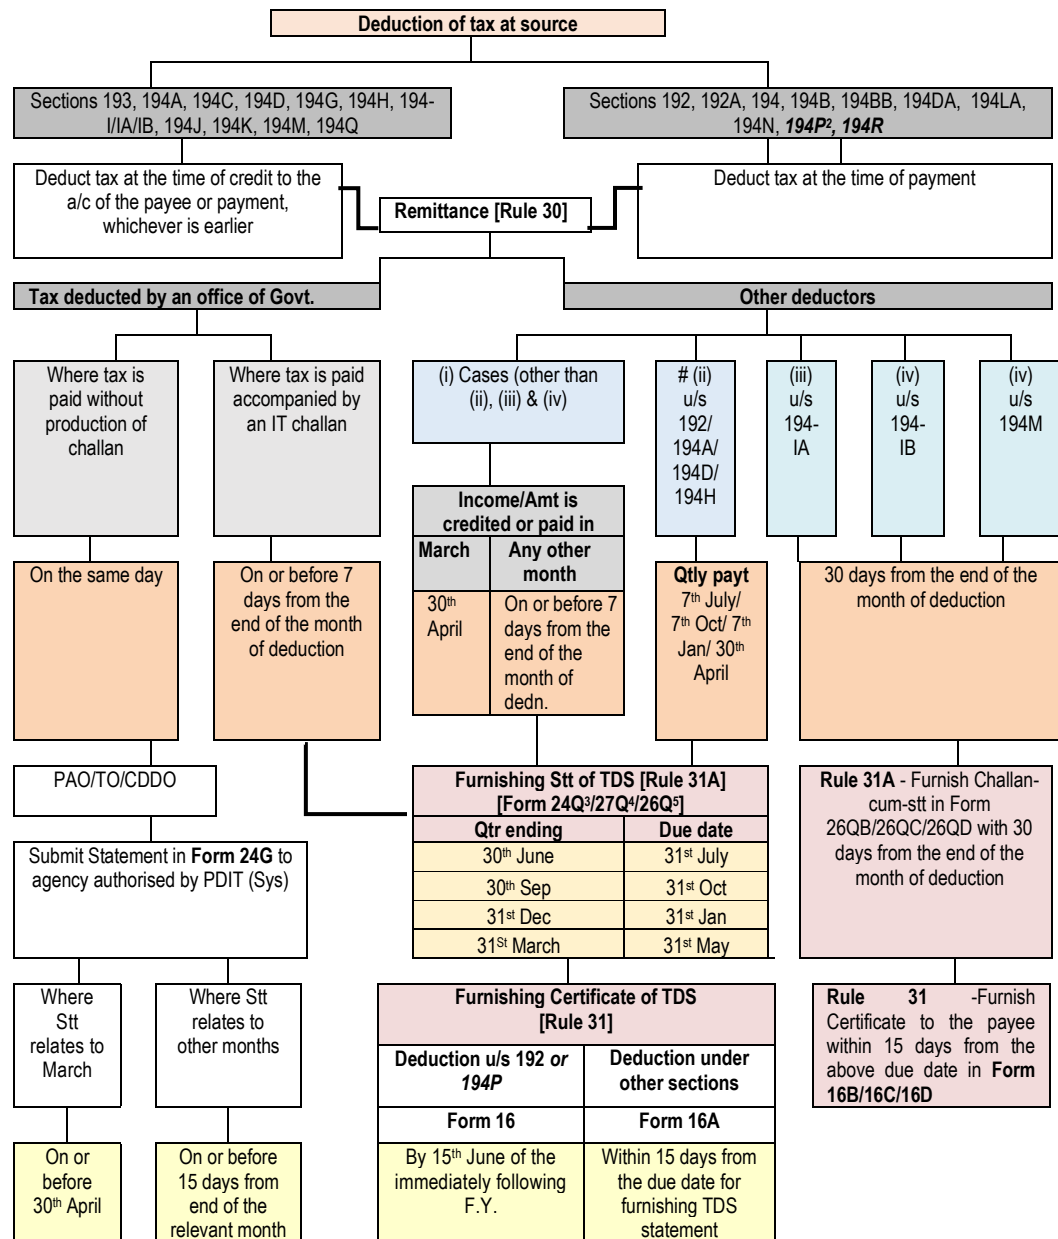 Deduction of tax at source
Sections 193, 194A, 194C, 194D, 194G, 194H, 194-
I/IA/IB, 194J, 194K, 194M, 194Q
Sections 192, 192A, 194, 194B, 194BB, 194DA, 194LA,
194N, 194P², 194R
Deduct tax at the time of credit to the
a/c of the payee or payment,
whichever is earlier
Deduct tax at the time of payment
Remittance [Rule 30]
Tax deducted by an office of Govt.
Other deductors
Where tax is
paid without
production of
challan
Where tax is paid
accompanied by
an IT challan
(i) Cases (other than
(ii), (iii) & (iv)
# (ii)
u/s
192/
194A/
194D/
194H
(iii)
u/s
194-
IA
(iv)
u/s
194-
IB
(iv)
u/s
194M
Income/Amt is
credited or paid in
March
Any other
month
On the same day
On or before 7
days from the
end of the month
of deduction
30th
April
On or before 7
days from the
end of the
month of
dedn.
Qtly payt
7th July/
7th Oct/ 7th
Jan/ 30th
April
30 days from the end of the
month of deduction
PAO/TO/CDDO
Furnishing Stt of TDS [Rule 31A]
[Form 24Q³/27Q⁴/26Q⁵]
Qtr ending
Due date
30th June
31st July
30th Sep
31st Oct
31st Dec
31st Jan
31St March
31st May
Rule 31A - Furnish Challan-
cum-stt in Form
26QB/26QC/26QD with 30
days from the end of the
month of deduction
Submit Statement in Form 24G to
agency authorised by PDIT (Sys)
Where
Stt
relates to
March
Where Stt
relates to
other months
Furnishing Certificate of TDS
[Rule 31]
Deduction u/s 192 or
194P
Deduction under
other sections
Form 16
Form 16A
Rule 31 -Furnish
Certificate to the payee
within 15 days from the
above due date in Form
16B/16C/16D
On or
before
30th April
On or before
15 days from
end of the
relevant month
By 15th June of the
immediately following
F.Y.
Within 15 days from
the due date for
furnishing TDS
statement